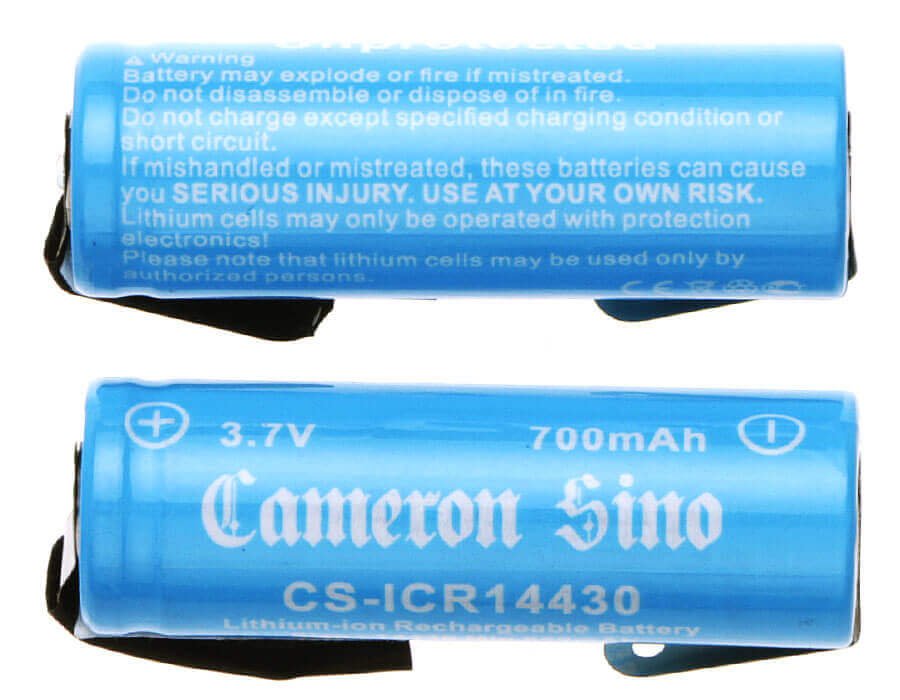 Unprotected
Warning
Battery may explode or fire if mistreated.
Do not disassemble or dispose of in fire.
Do not charge except specified charging condition or
short circuit.
If mishandled or mistreated, these batteries can cause
you SERIOUS INJURY. USE AT YOUR OWN RISK.
Lithium cells may only be operated with protection
electronics!
Please note that lithium cells may be used only by
authorized persons.
CE CE
+ 3.7V 700mAh -
Cameron Sino
CS-ICR14430
Lithium-ion Rechargeable Battery